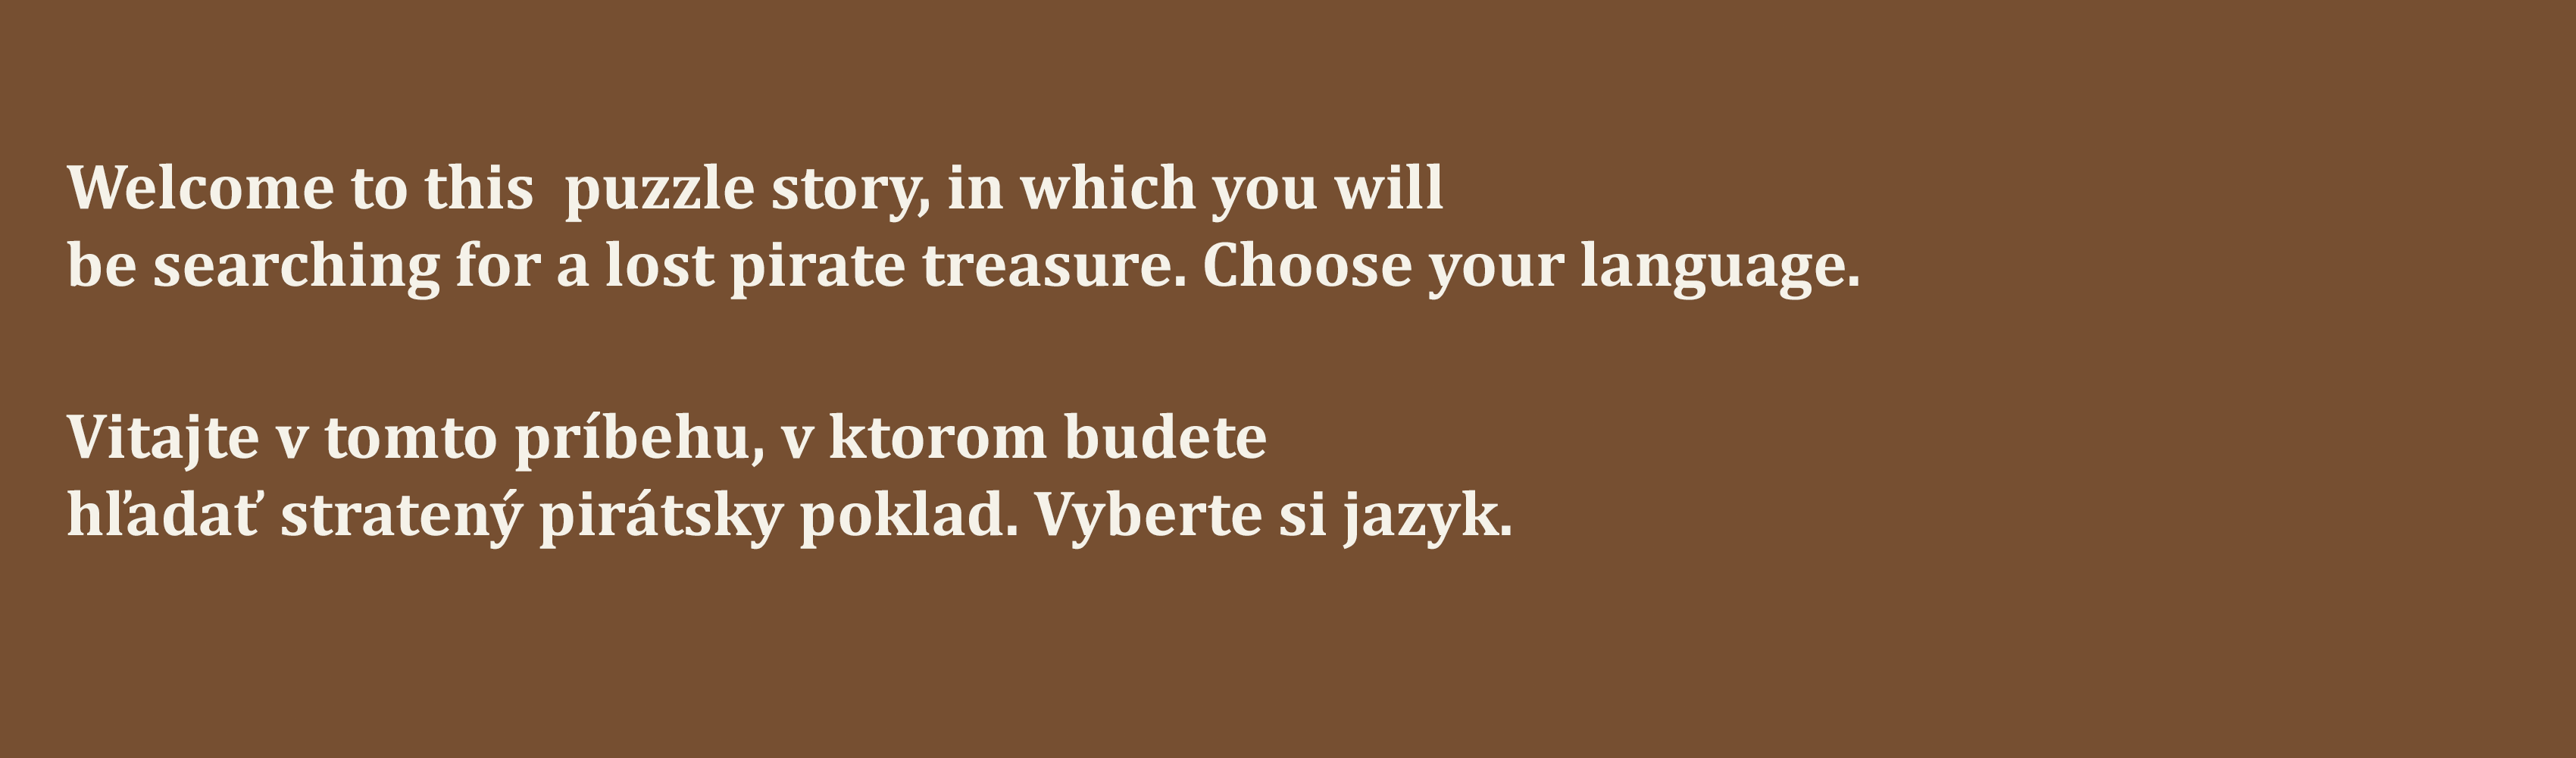 Welcome to this  puzzle story, in which you will
be searching for a lost pirate treasure. Choose your language.
Vitajte v tomto príbehu, v ktorom budete
hľadať stratený pirátsky poklad. Vyberte si jazyk.